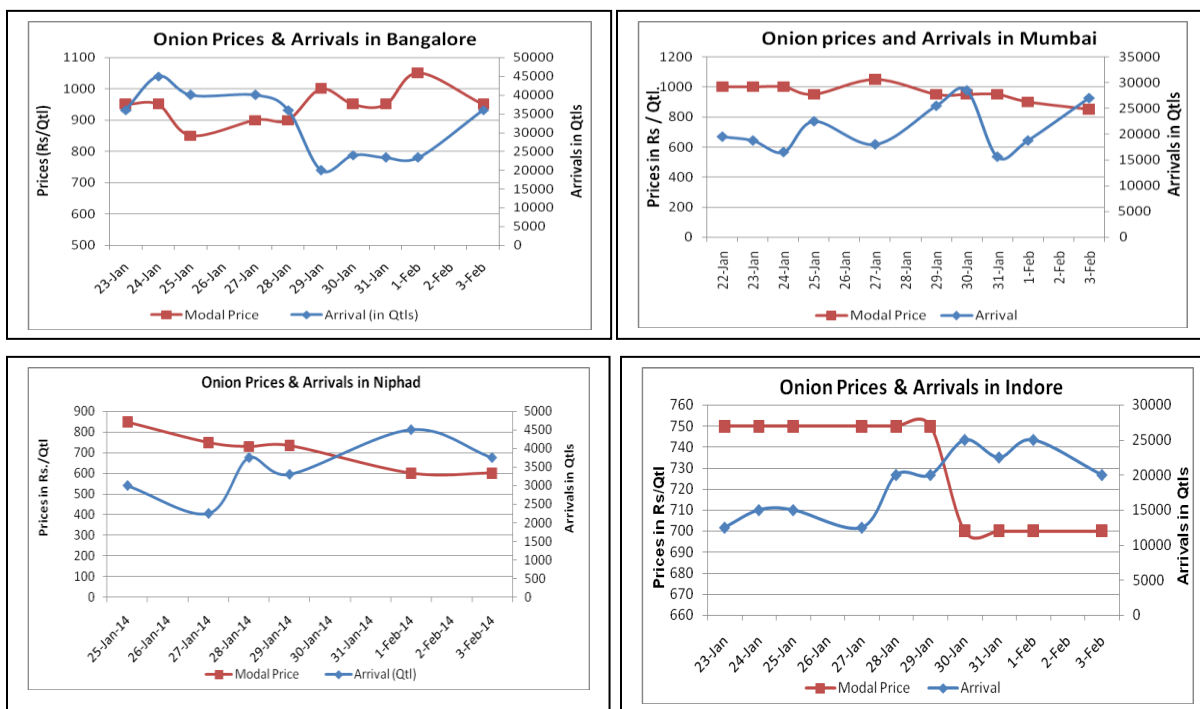 Onion Prices & Arrivals in Bangalore
Prices (Rs/Qtl)
1100
1000
900
800
700
600
500
50000
45000
40000
35000
30000
25000
20000
15000
10000
5000
0
Arrivals in Qtls
23-Jan
24-Jan
25-Jan
26-Jan
27-Jan
28-Jan
29-Jan
30-Jan
31-Jan
1-Feb
2-Feb
3-Feb
Modal Price Arrival (in Qtls)
Onion prices and Arrivals in Mumbai
Prices in Rs / Qtl.
1200
1000
800
600
400
200
0
35000
30000
25000
20000
15000
10000
5000
0
Arrivals in Qtls
22-Jan
23-Jan
24-Jan
25-Jan
26-Jan
27-Jan
28-Jan
29-Jan
30-Jan
31-Jan
1-Feb
2-Feb
3-Feb
Modal Price Arrival
Onion Prices & Arrivals in Niphad
Prices in Rs./Qtl
900
800
700
600
500
400
300
200
100
0
5000
4500
4000
3500
3000
2500
2000
1500
1000
500
0
Arrivals in Qtls
25-Jan-14
26-Jan-14
27-Jan-14
28-Jan-14
29-Jan-14
30-Jan-14
31-Jan-14
1-Feb-14
2-Feb-14
3-Feb-14
Modal Price Arrival (Qtl)
Onion Prices & Arrivals in Indore
Prices in Rs/Qtl
760
750
740
730
720
710
700
690
680
670
660
30000
25000
20000
15000
10000
5000
0
Arrivals in Qtls
23-Jan
24-Jan
25-Jan
26-Jan
27-Jan
28-Jan
29-Jan
30-Jan
31-Jan
1-Feb
2-Feb
3-Feb
Modal Price Arrival